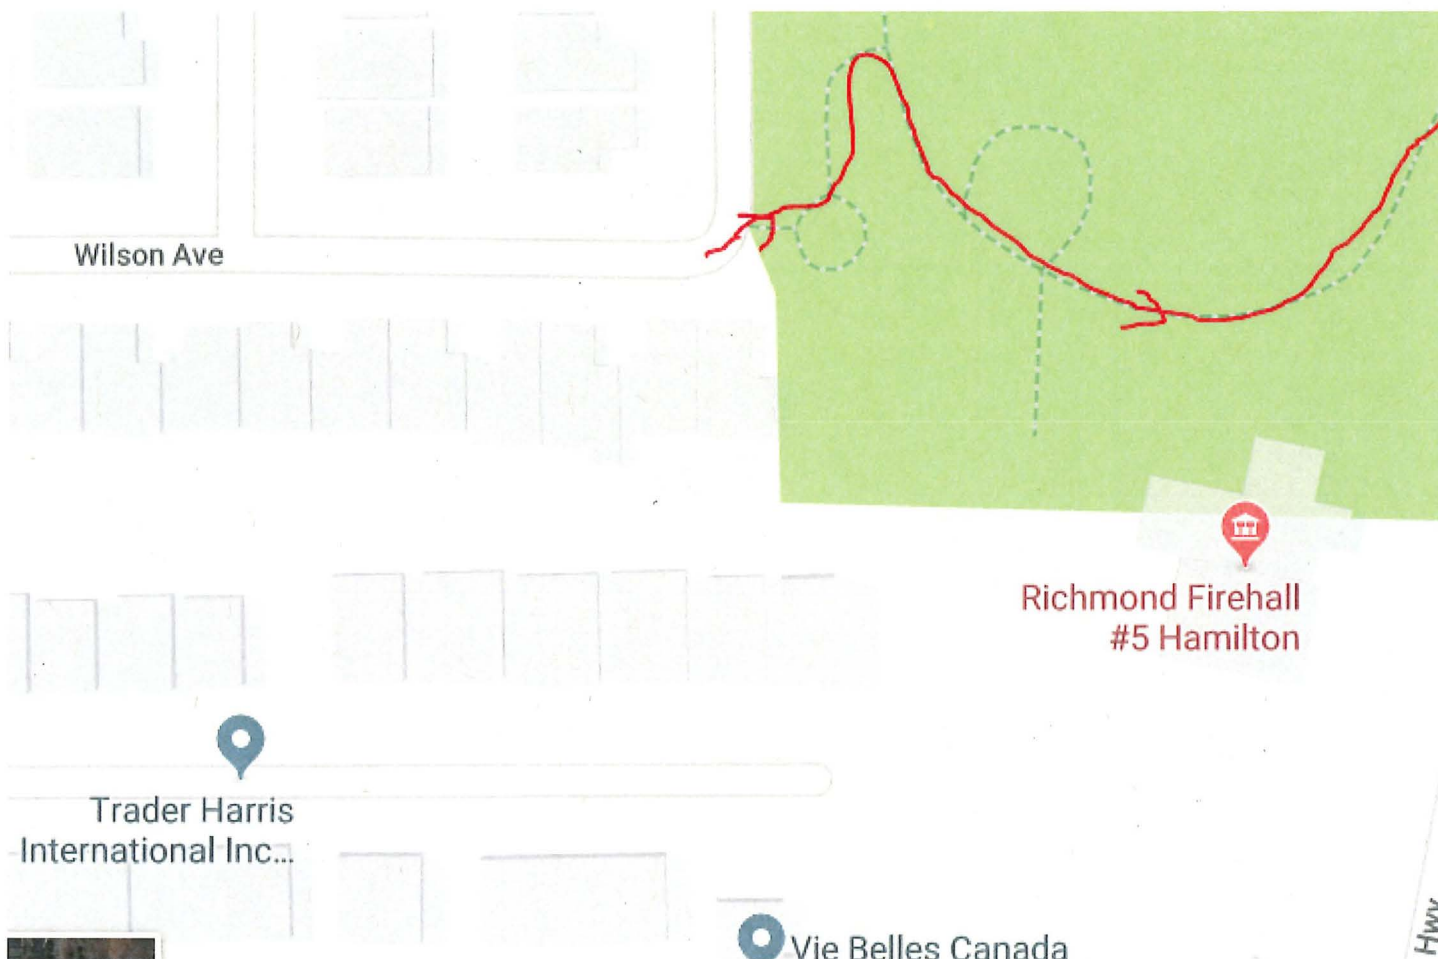 Wilson Ave
Richmond Firehall
#5 Hamilton
Trader Harris
International Inc...
Vie Belles Canada
Hwy